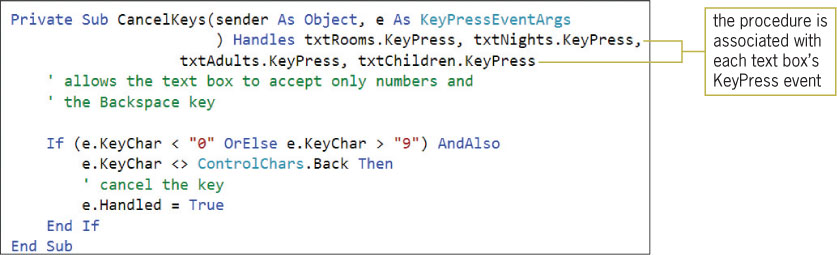 Private Sub CancelKeys(sender As Object, e As KeyPressEventArgs
) Handles txtRooms.KeyPress, txtNights.KeyPress,
txtAdults.KeyPress, txtChildren.KeyPress
' allows the text box to accept only numbers and
' the Backspace key
If (e.KeyChar < "0" OrElse e.KeyChar > "9") AndAlso
e.KeyChar <> ControlChars.Back Then
' cancel the key
e.Handled = True
End If
End Sub
the procedure is
associated with
each text box's
KeyPress event